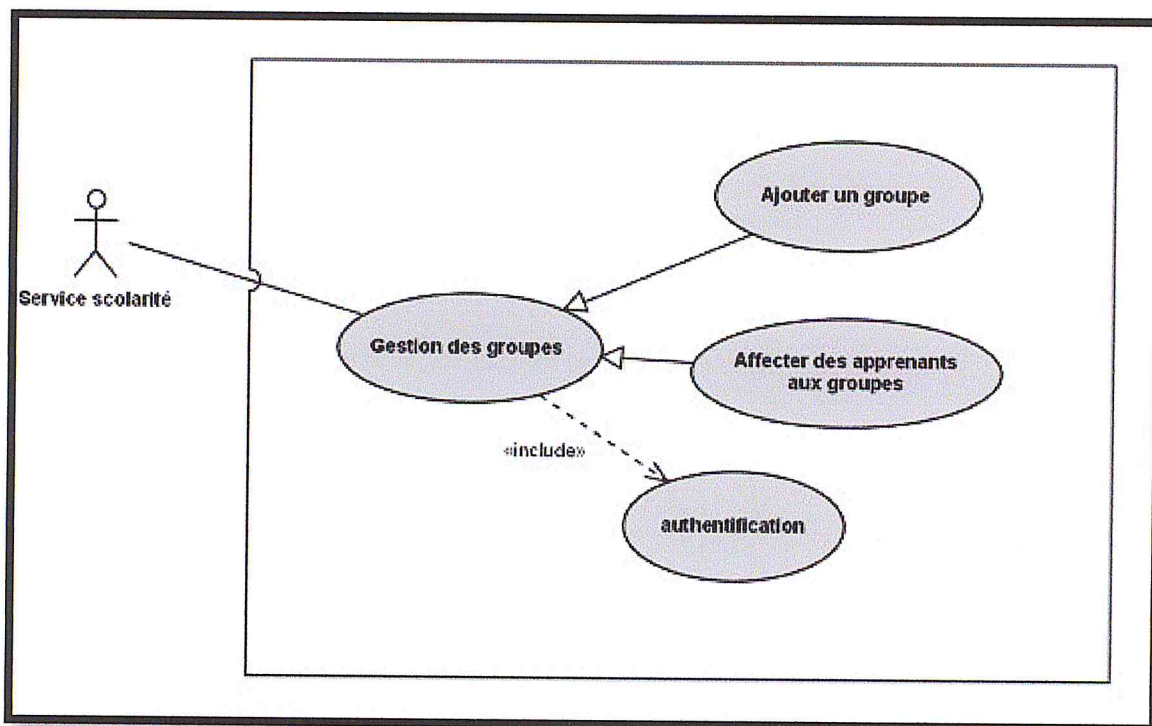 Ajouter un groupe
Service scolarité
Gestion des groupes
Affecter des apprenants
aux groupes
«include»
authentification